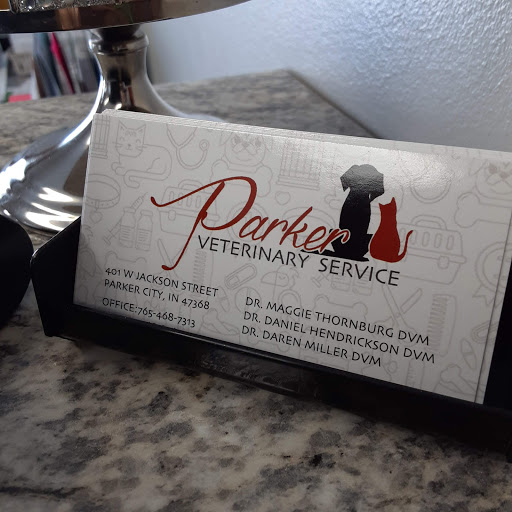 Parker
VETERINARY SERVICE
401 W JACKSON STREET
PARKER CITY, IN 47368
OFFICE:765-468-7313
DR. MAGGIE THORNBURG DVM
DR. DANIEL HENDRICKSON DVM
DR. DAREN MILLER DVM